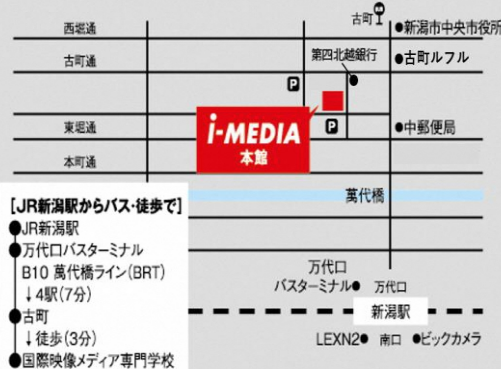 古町
西堀通
新潟市中央市役所
古町通
第四北越銀行
古町ルフル
P
i-MEDIA
本館
P
東堀通
中郵便局
本町通
萬代橋
[JR新潟駅からバス・徒歩で]
JR新潟駅
万代口バスターミナル
B10 萬代橋ライン(BRT)
↓4駅(7分)
古町
↓徒歩(3分)
国際映像メディア専門学校
万代口
バスターミナル
万代口
新潟駅
LEXN2
南口
ビックカメラ